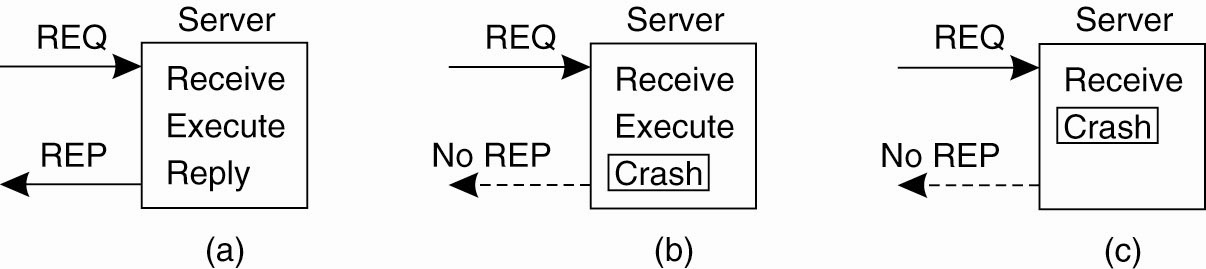 Server
REQ
Receive
Execute
REP
Reply
(a)
Server
REQ
Receive
Execute
No REP
Crash
(b)
Server
REQ
Receive
Crash
No REP
(c)